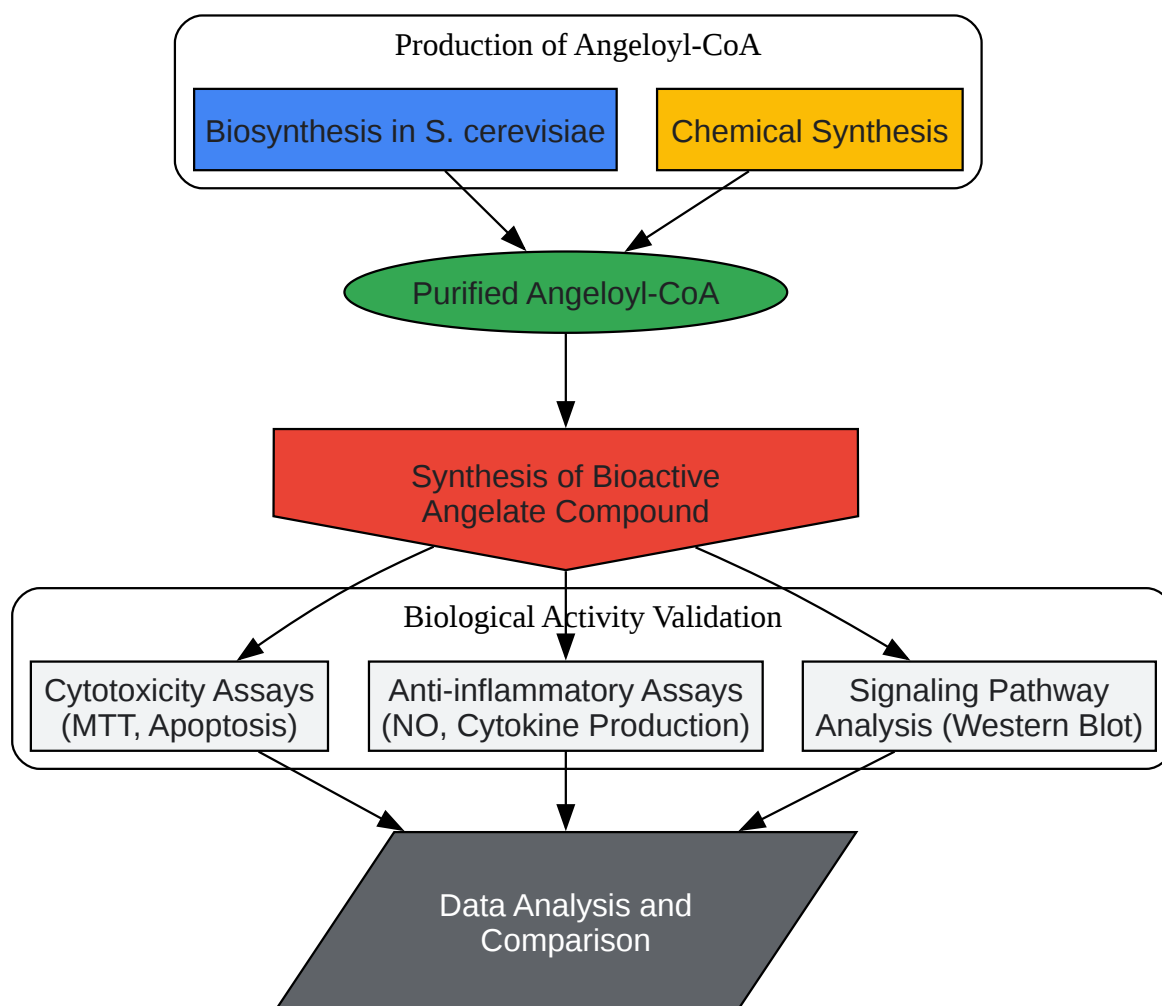 Production of Angeloyl-CoA
Biosynthesis in S. cerevisiae
Chemical Synthesis
Purified Angeloyl-CoA
Synthesis of Bioactive
Angelate Compound
Biological Activity Validation
Cytotoxicity Assays
(MTT, Apoptosis)
Anti-inflammatory Assays
(NO, Cytokine Production)
Signaling Pathway
Analysis (Western Blot)
Data Analysis and
Comparison